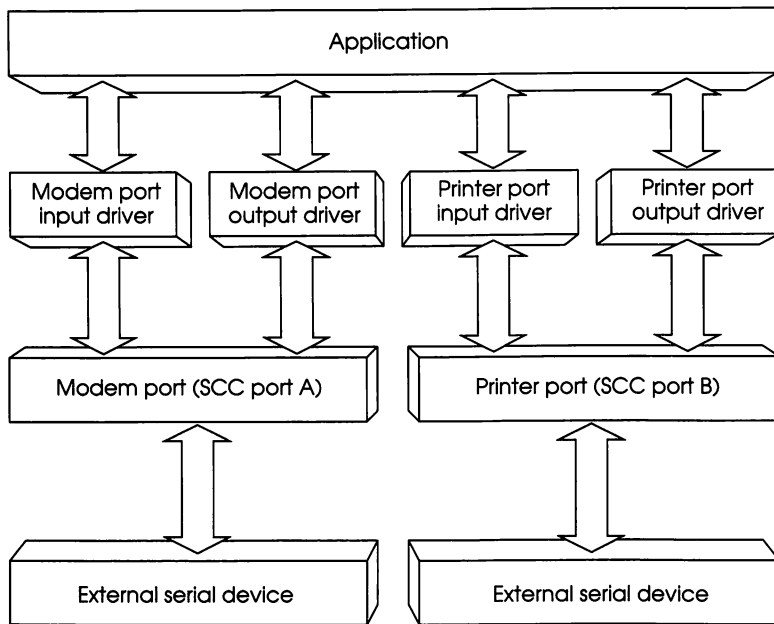 Application
Modem port
input driver
Modem port
output driver
Printer port
input driver
Printer port
output driver
Modem port (SCC port A)
Printer port (SCC port B)
External serial device
External serial device